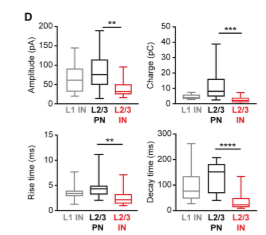 D
Amplitude (pA)
200
150
100
50
0
**
L1 IN L2/3 L2/3
PN IN
Charge (pC)
50
40
30
20
10
0
***
L1 IN L2/3 L2/3
PN IN
Rise time (ms)
15
10
5
0
**
L1 IN L2/3 L2/3
PN IN
Decay time (ms)
300
200
100
0
****
L1 IN L2/3 L2/3
PN IN